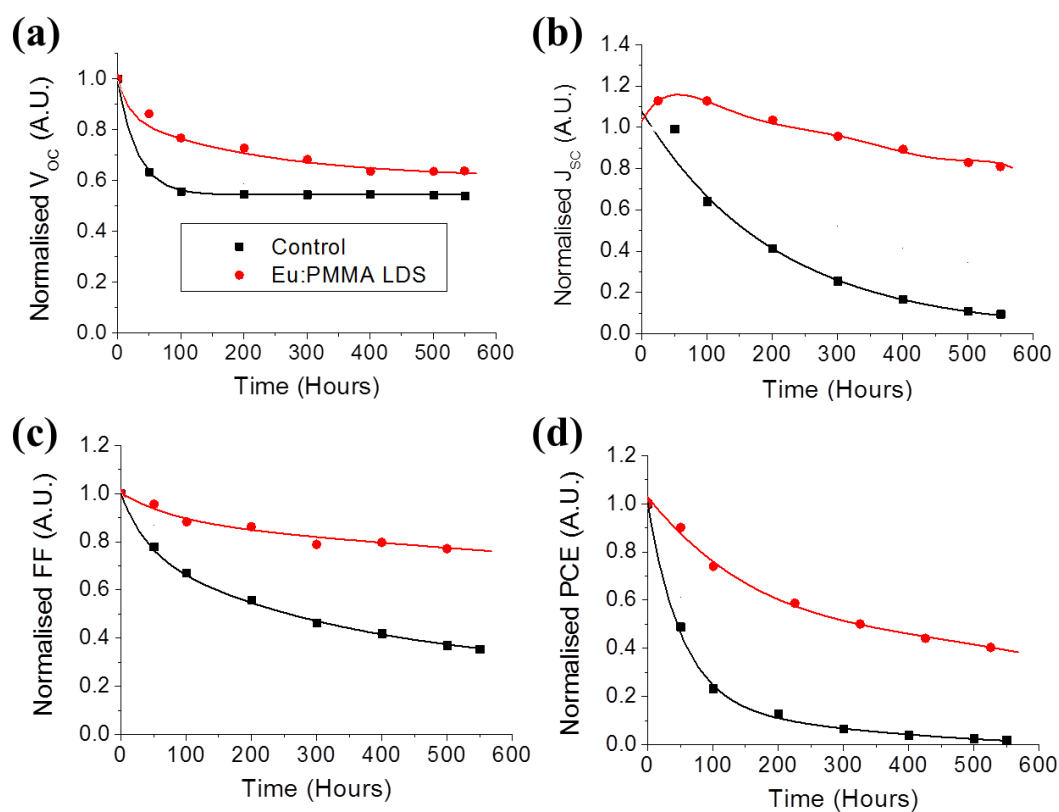 (a)
Normalised V_OC (A.U.)
1.0
0.8
0.6
0.4
0.2
0.0
Control
Eu:PMMA LDS
0 100 200 300 400 500 600
Time (Hours)
(b)
Normalised J_SC (A.U.)
1.4
1.2
1.0
0.8
0.6
0.4
0.2
0.0
0 100 200 300 400 500 600
Time (Hours)
(c)
Normalised FF (A.U.)
1.2
1.0
0.8
0.6
0.4
0.2
0.0
0 100 200 300 400 500 600
Time (Hours)
(d)
Normalised PCE (A.U.)
1.2
1.0
0.8
0.6
0.4
0.2
0.0
0 100 200 300 400 500 600
Time (Hours)